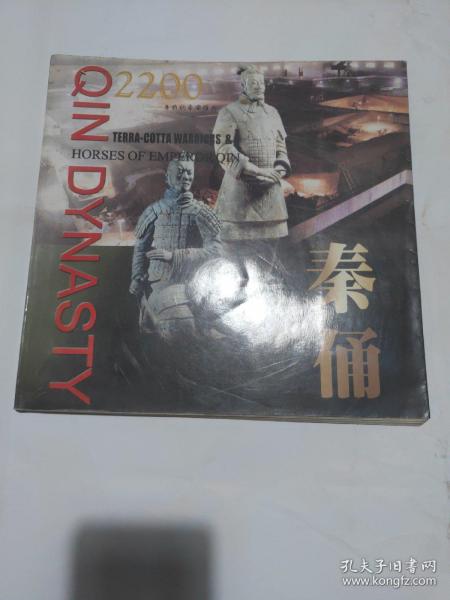 QIN DYNASTY
2200
TERRA-COTTA WARRIORS &
HORSES OF EMPEROR QIN
秦
俑
孔夫子旧书网
www.kongfz.com